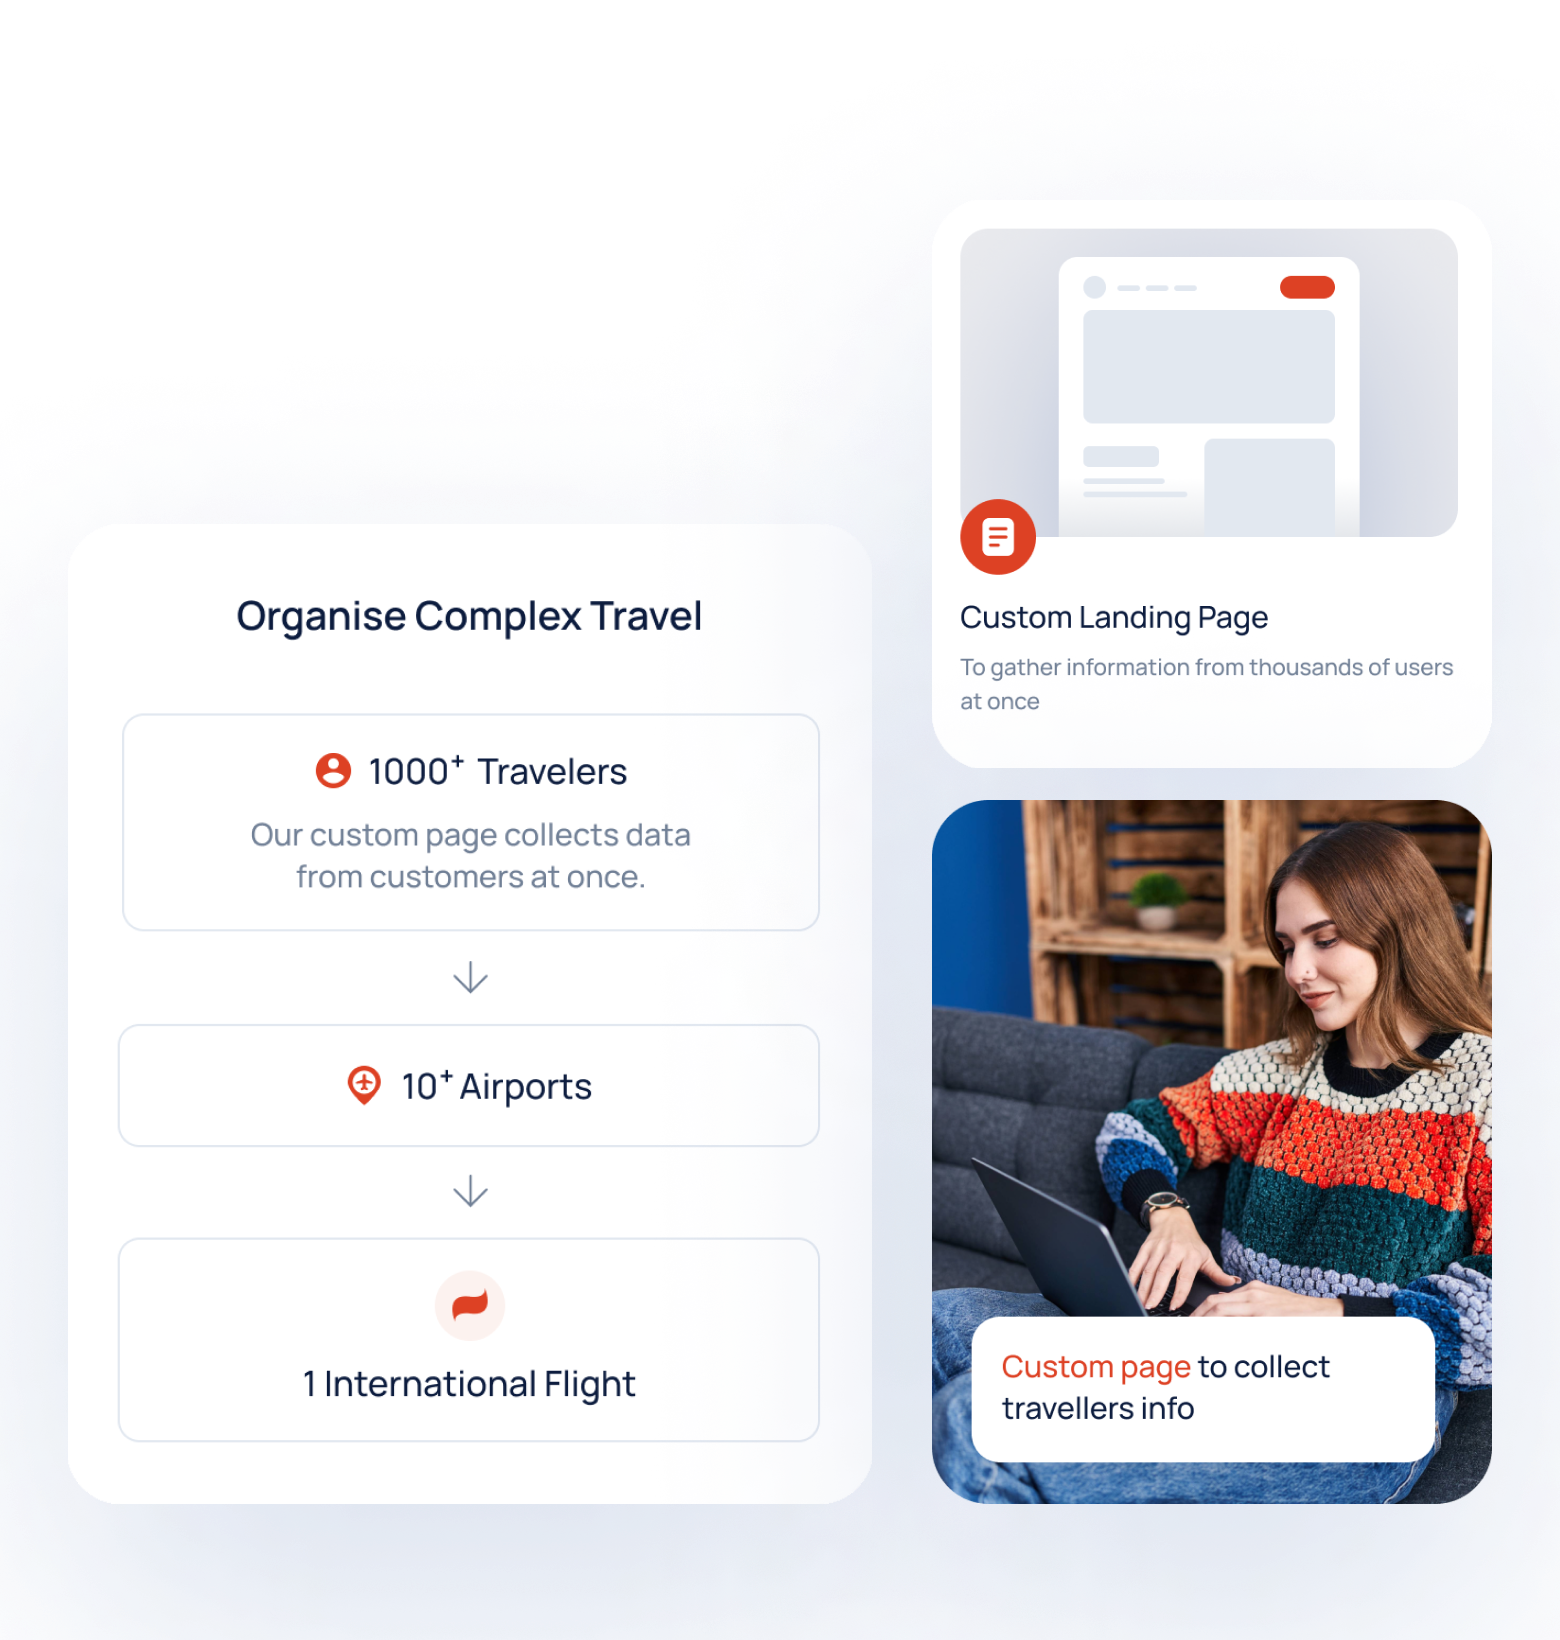 Organise Complex Travel
1000+ Travelers
Our custom page collects data
from customers at once.
10+ Airports
1 International Flight
Custom Landing Page
To gather information from thousands of users
at once
Custom page to collect
travellers info